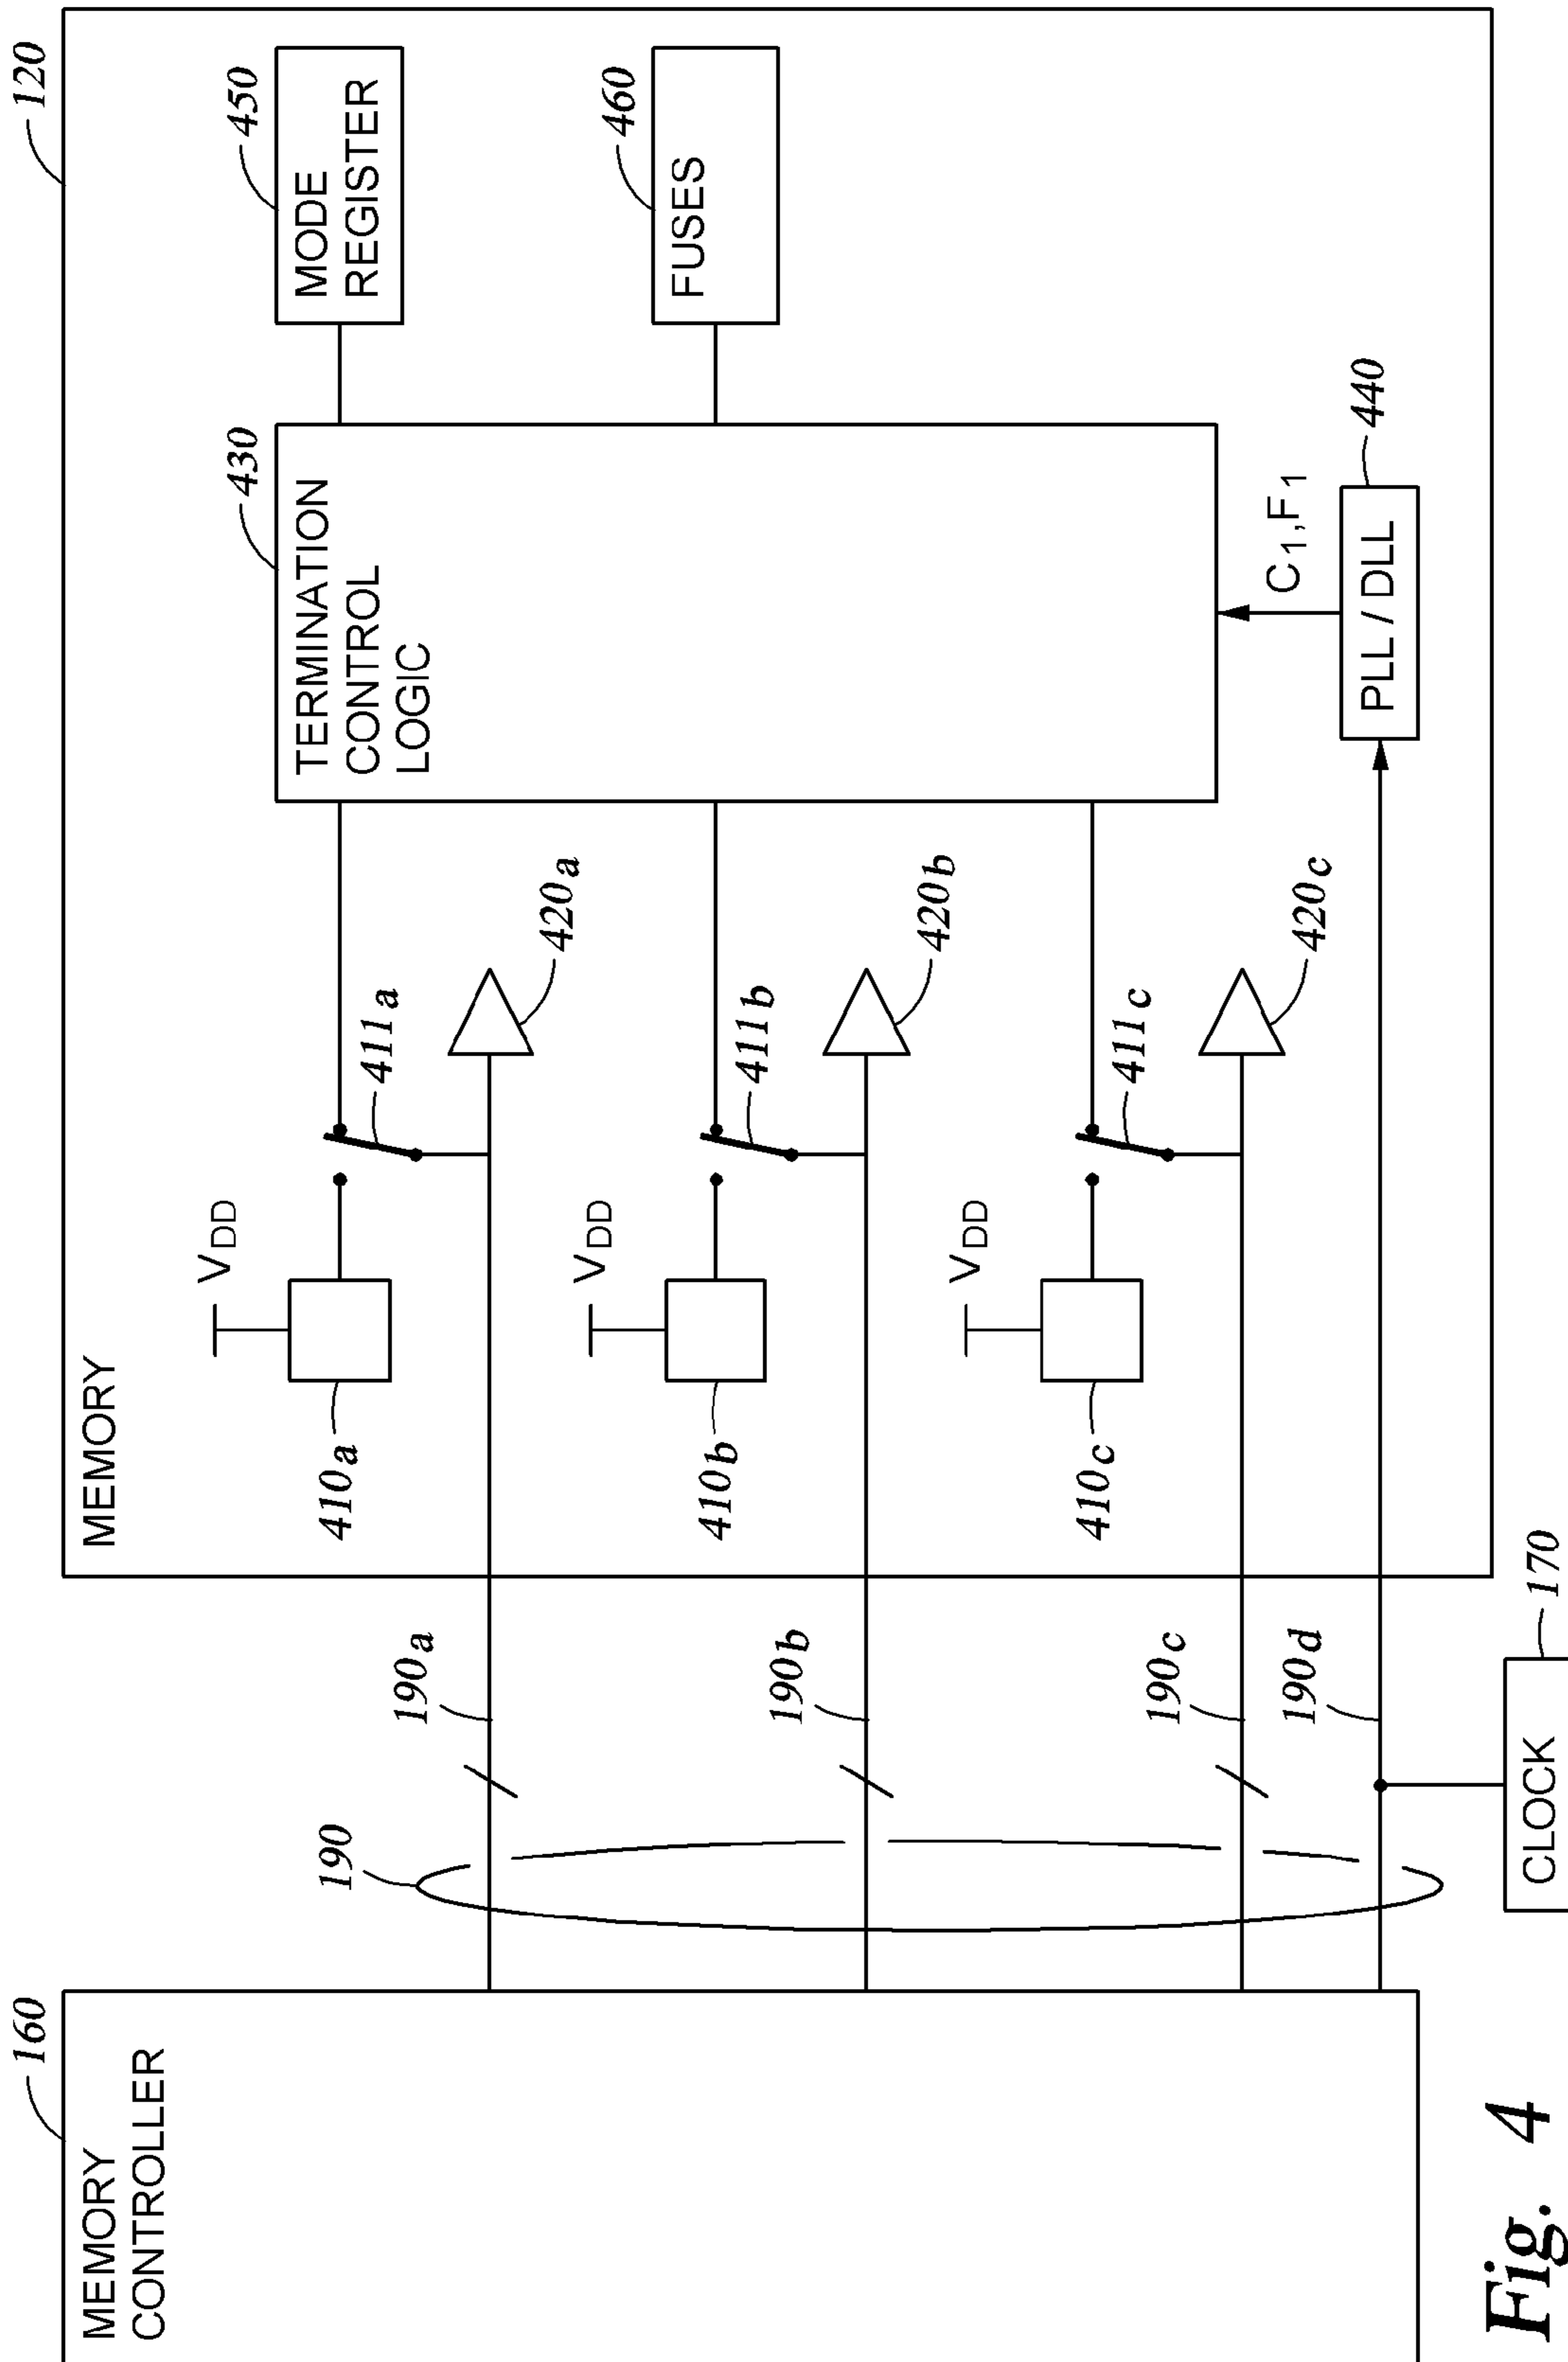 160
MEMORY
CONTROLLER
190
190a
190b
190c
190d
CLOCK
170
120
MEMORY
VDD
410a
411a
420a
VDD
410b
411b
420b
VDD
410c
411c
420c
430
TERMINATION
CONTROL
LOGIC
450
MODE
REGISTER
460
FUSES
C1,F1
PLL / DLL
440
Fig. 4